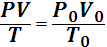 PV/T = P₀V₀/T₀